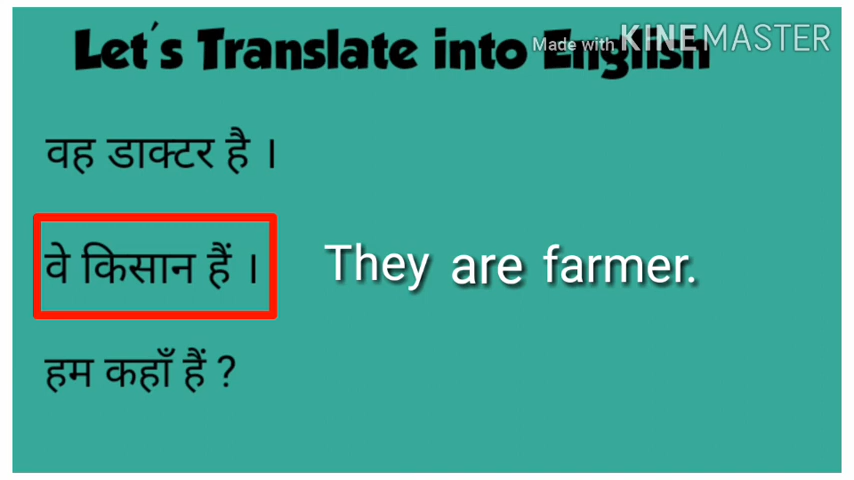 Let's Translate into English
Made with KINEMASTER
वह डाक्टर है ।
वे किसान हैं । They are farmer.
हम कहाँ हैं ?